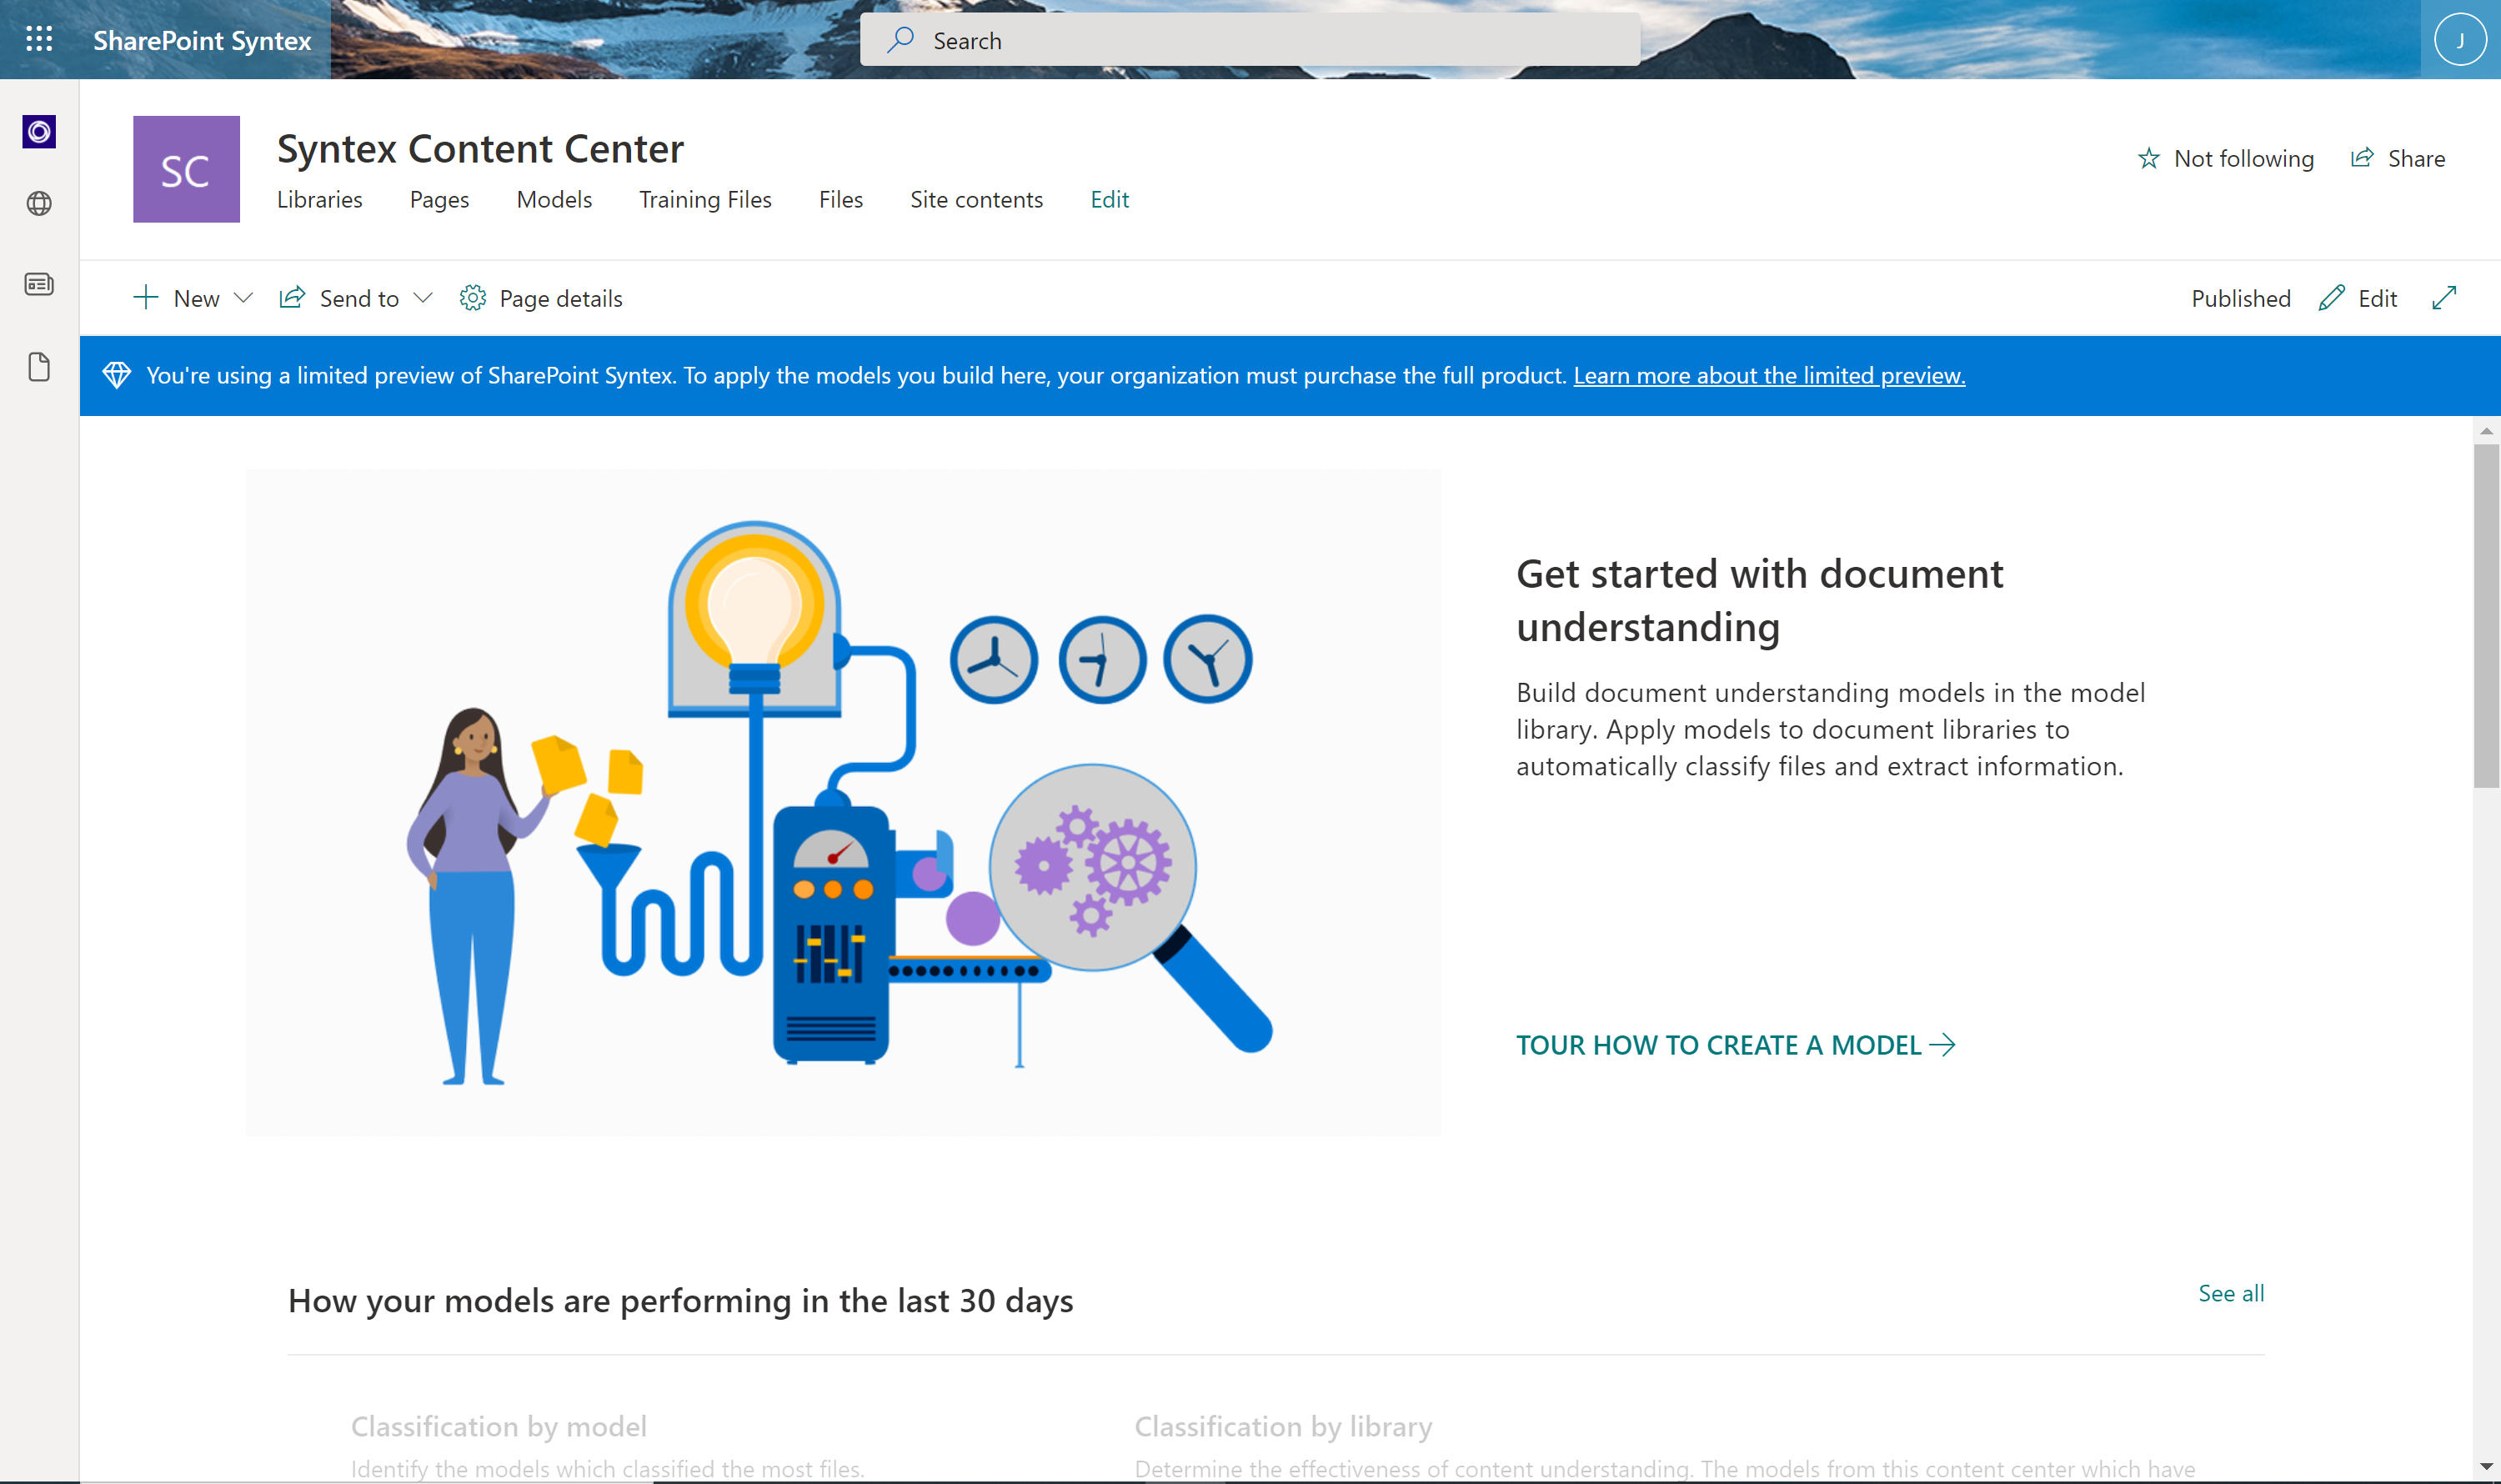 SharePoint Syntex
Search
J
SC
Syntex Content Center
Not following
Share
Libraries
Pages
Models
Training Files
Files
Site contents
Edit
New
Send to
Page details
Published
Edit
You're using a limited preview of SharePoint Syntex. To apply the models you build here, your organization must purchase the full product. Learn more about the limited preview.
Get started with document
understanding
Build document understanding models in the model
library. Apply models to document libraries to
automatically classify files and extract information.
TOUR HOW TO CREATE A MODEL
How your models are performing in the last 30 days
See all
Classification by model
Classification by library
Identify the models which classified the most files.
Determine the effectiveness of content understanding. The models from this content center which have